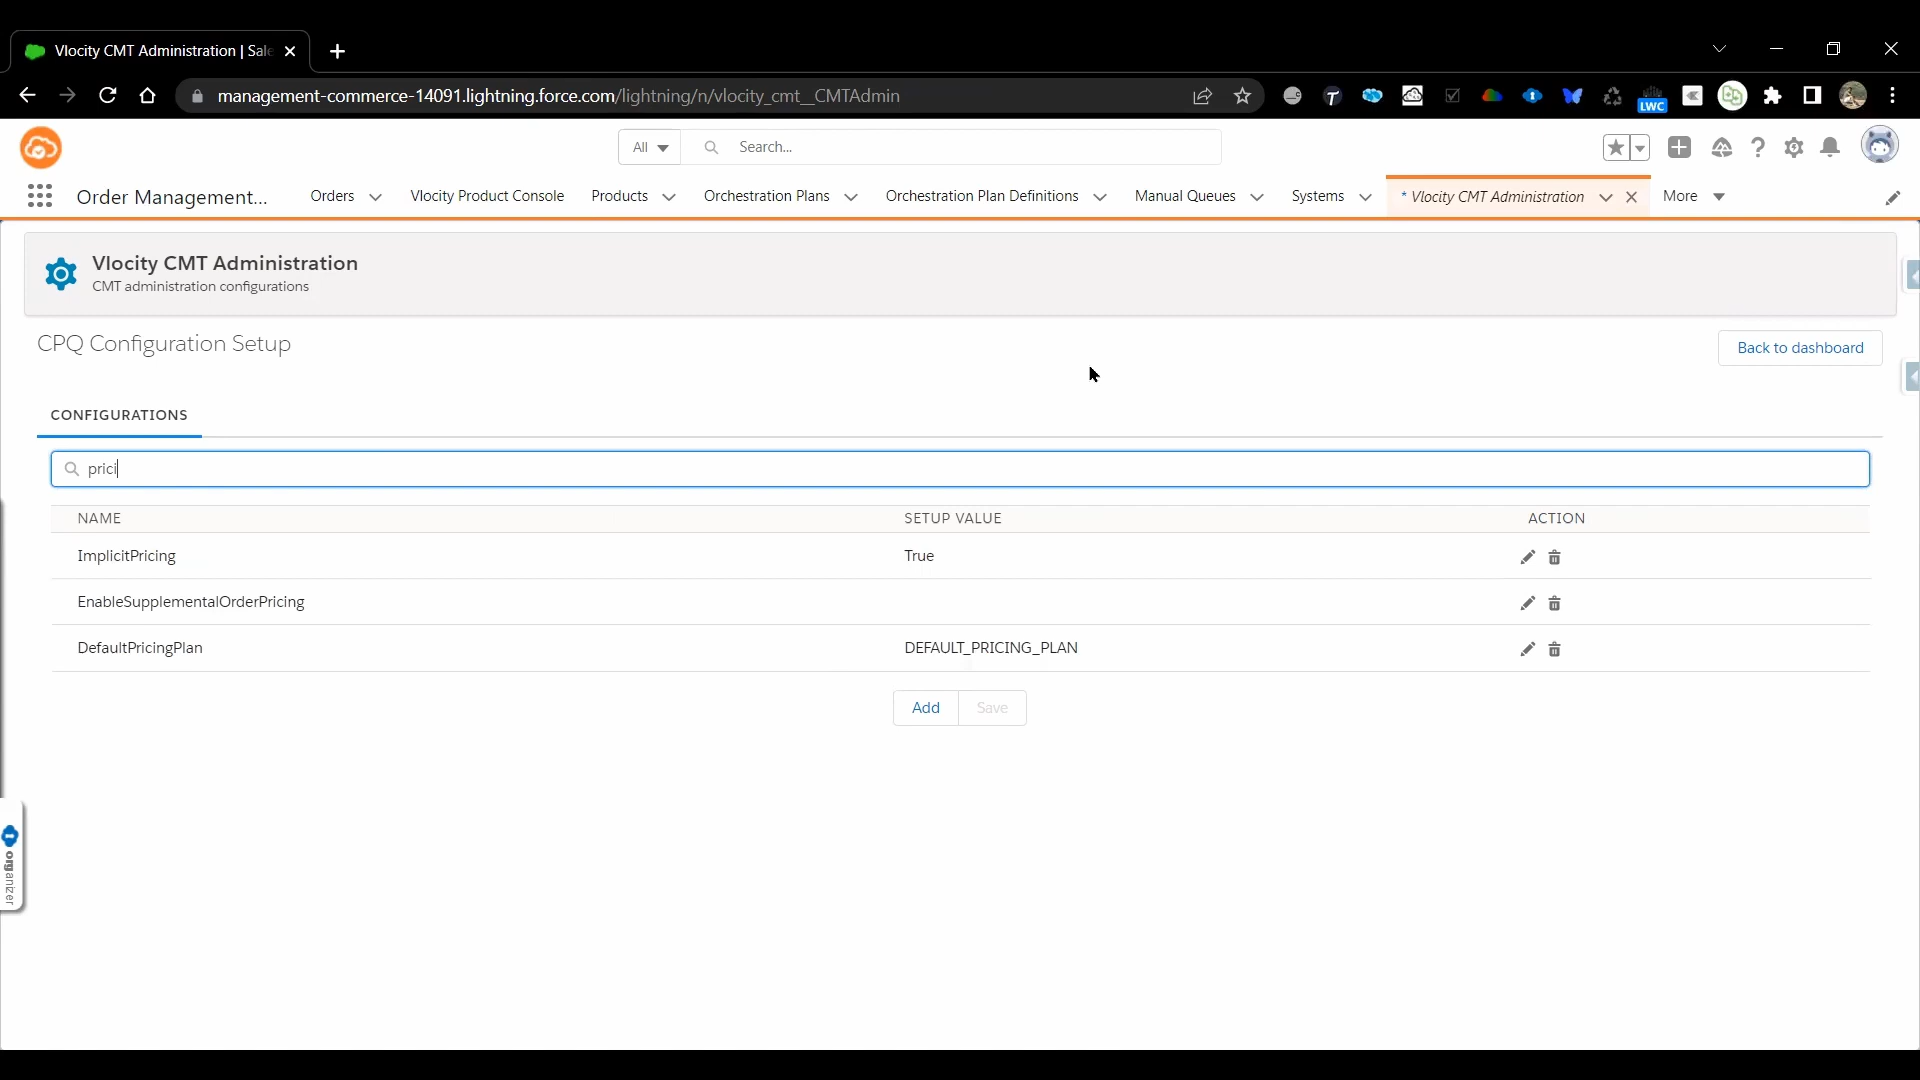 Vlocity CMT Administration | Sale
management-commerce-14091.lightning.force.com/lightning/n/vlocity_cmt__CMTAdmin
LWC
All
Search...
Order Management...
Orders
Vlocity Product Console
Products
Orchestration Plans
Orchestration Plan Definitions
Manual Queues
Systems
* Vlocity CMT Administration
More
Vlocity CMT Administration
CMT administration configurations
CPQ Configuration Setup
Back to dashboard
CONFIGURATIONS
prici
NAME SETUP VALUE ACTION
ImplicitPricing True
EnableSupplementalOrderPricing
DefaultPricingPlan DEFAULT_PRICING_PLAN
Add Save
organizer